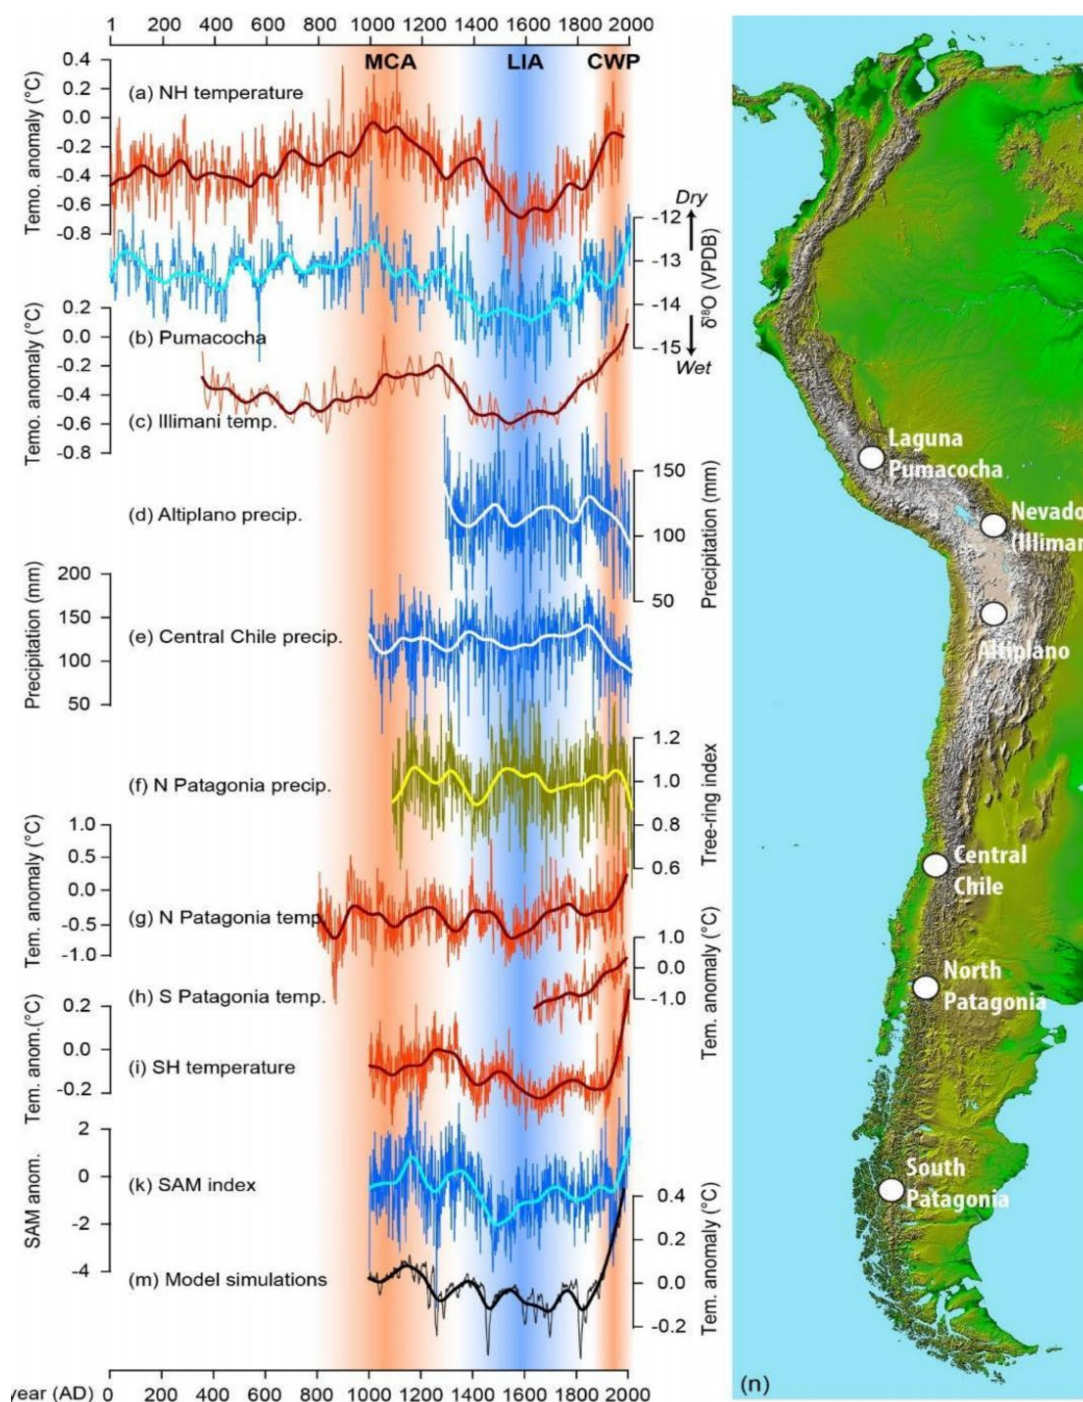 1 200 400 600 800 1000 1200 1400 1600 1800 2000
MCA LIA CWP
0.4
0.2
0.0
-0.2
-0.4
-0.6
-0.8
Temo. anomaly (°C)
(a) NH temperature
Dry
-12
-13
-14
-15
δ¹⁸O (VPDB)
Wet
(b) Pumacocha
0.2
0.0
-0.2
-0.4
-0.6
-0.8
Temo. anomaly (°C)
(c) Illimani temp.
(d) Altiplano precip.
150
100
50
Precipitation (mm)
200
150
100
50
Precipitation (mm)
(e) Central Chile precip.
(f) N Patagonia precip.
1.2
1.0
0.8
0.6
Tree-ring index
1.0
0.5
0.0
-0.5
-1.0
Tem. anomaly (°C)
(g) N Patagonia temp.
1.0
0.0
-1.0
Tem. anomaly (°C)
(h) S Patagonia temp.
0.2
0.0
-0.2
Tem. anom.(°C)
(i) SH temperature
2
0
-2
-4
SAM anom.
(k) SAM index
0.4
0.2
0.0
-0.2
Tem. anomaly (°C)
(m) Model simulations
year (AD) 0 200 400 600 800 1000 1200 1400 1600 1800 2000
Laguna
Pumacocha
Nevado
(Illiman
Altiplano
Central
Chile
North
Patagonia
South
Patagonia
(n)